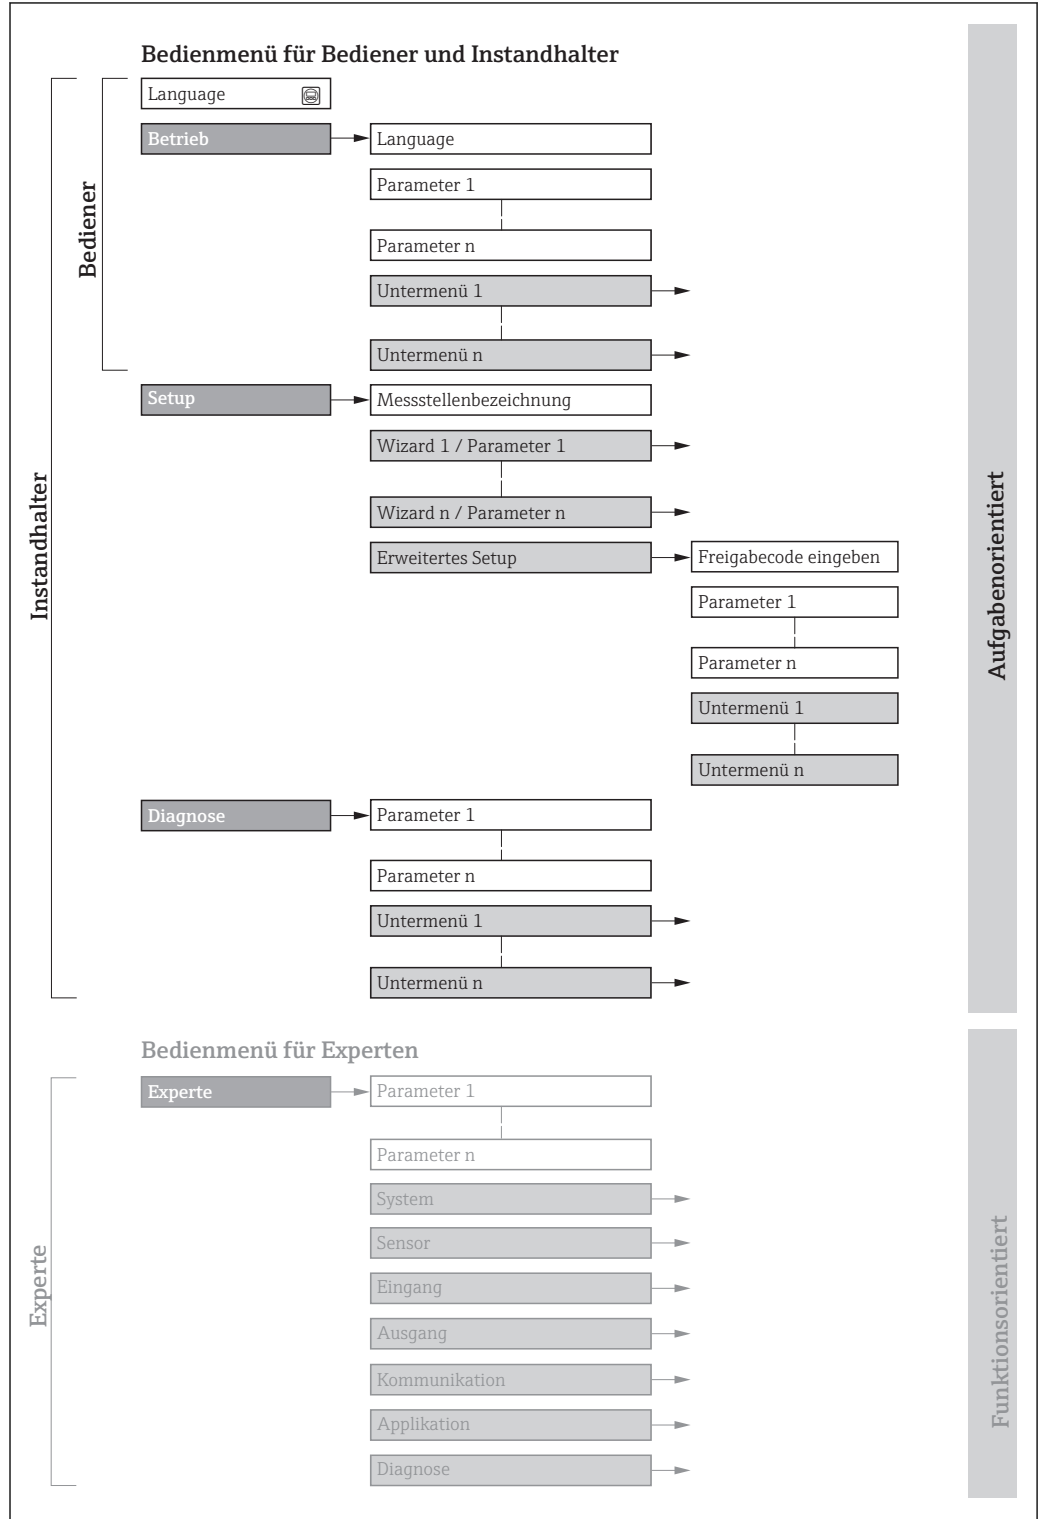 Bedienmenü für Bediener und Instandhalter
Instandhalter
Bediener
Aufgabenorientiert
Language
Betrieb
Language
Parameter 1
Parameter n
Untermenü 1
Untermenü n
Setup
Messstellenbezeichnung
Wizard 1 / Parameter 1
Wizard n / Parameter n
Erweitertes Setup
Freigabecode eingeben
Parameter 1
Parameter n
Untermenü 1
Untermenü n
Diagnose
Parameter 1
Parameter n
Untermenü 1
Untermenü n
Bedienmenü für Experten
Experte
Funktionsorientiert
Experte
Parameter 1
Parameter n
System
Sensor
Eingang
Ausgang
Kommunikation
Applikation
Diagnose